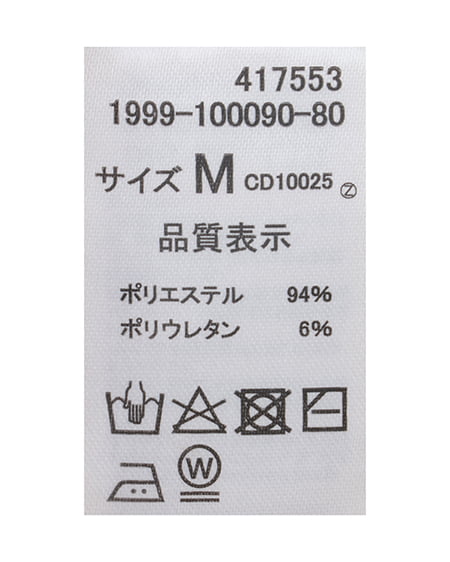 417553
1999-100090-80
サイズ M CD10025 Ⓩ
品質表示
ポリエステル 94%
ポリウレタン 6%
W